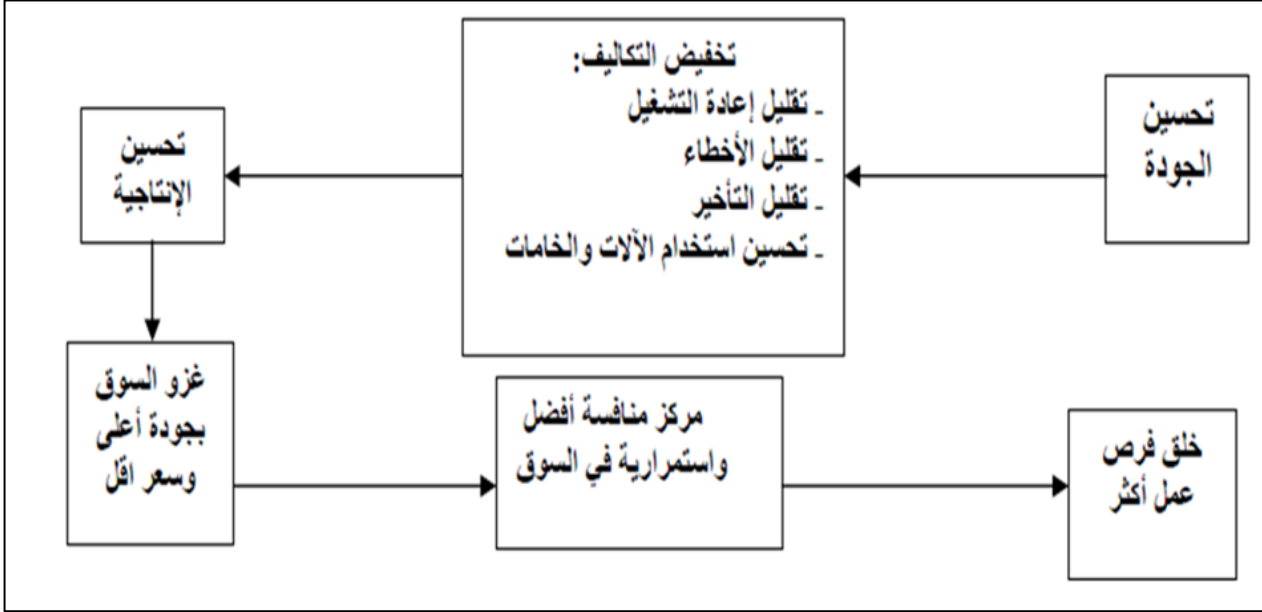 تحسين
الجودة
تخفيض التكاليف:
- تقليل إعادة التشغيل
- تقليل الأخطاء
- تقليل التأخير
- تحسين استخدام الآلات والخامات
تحسين
الإنتاجية
غزو السوق
بجودة أعلى
وسعر اقل
مركز منافسة أفضل
واستمرارية في السوق
خلق فرص
عمل أكثر